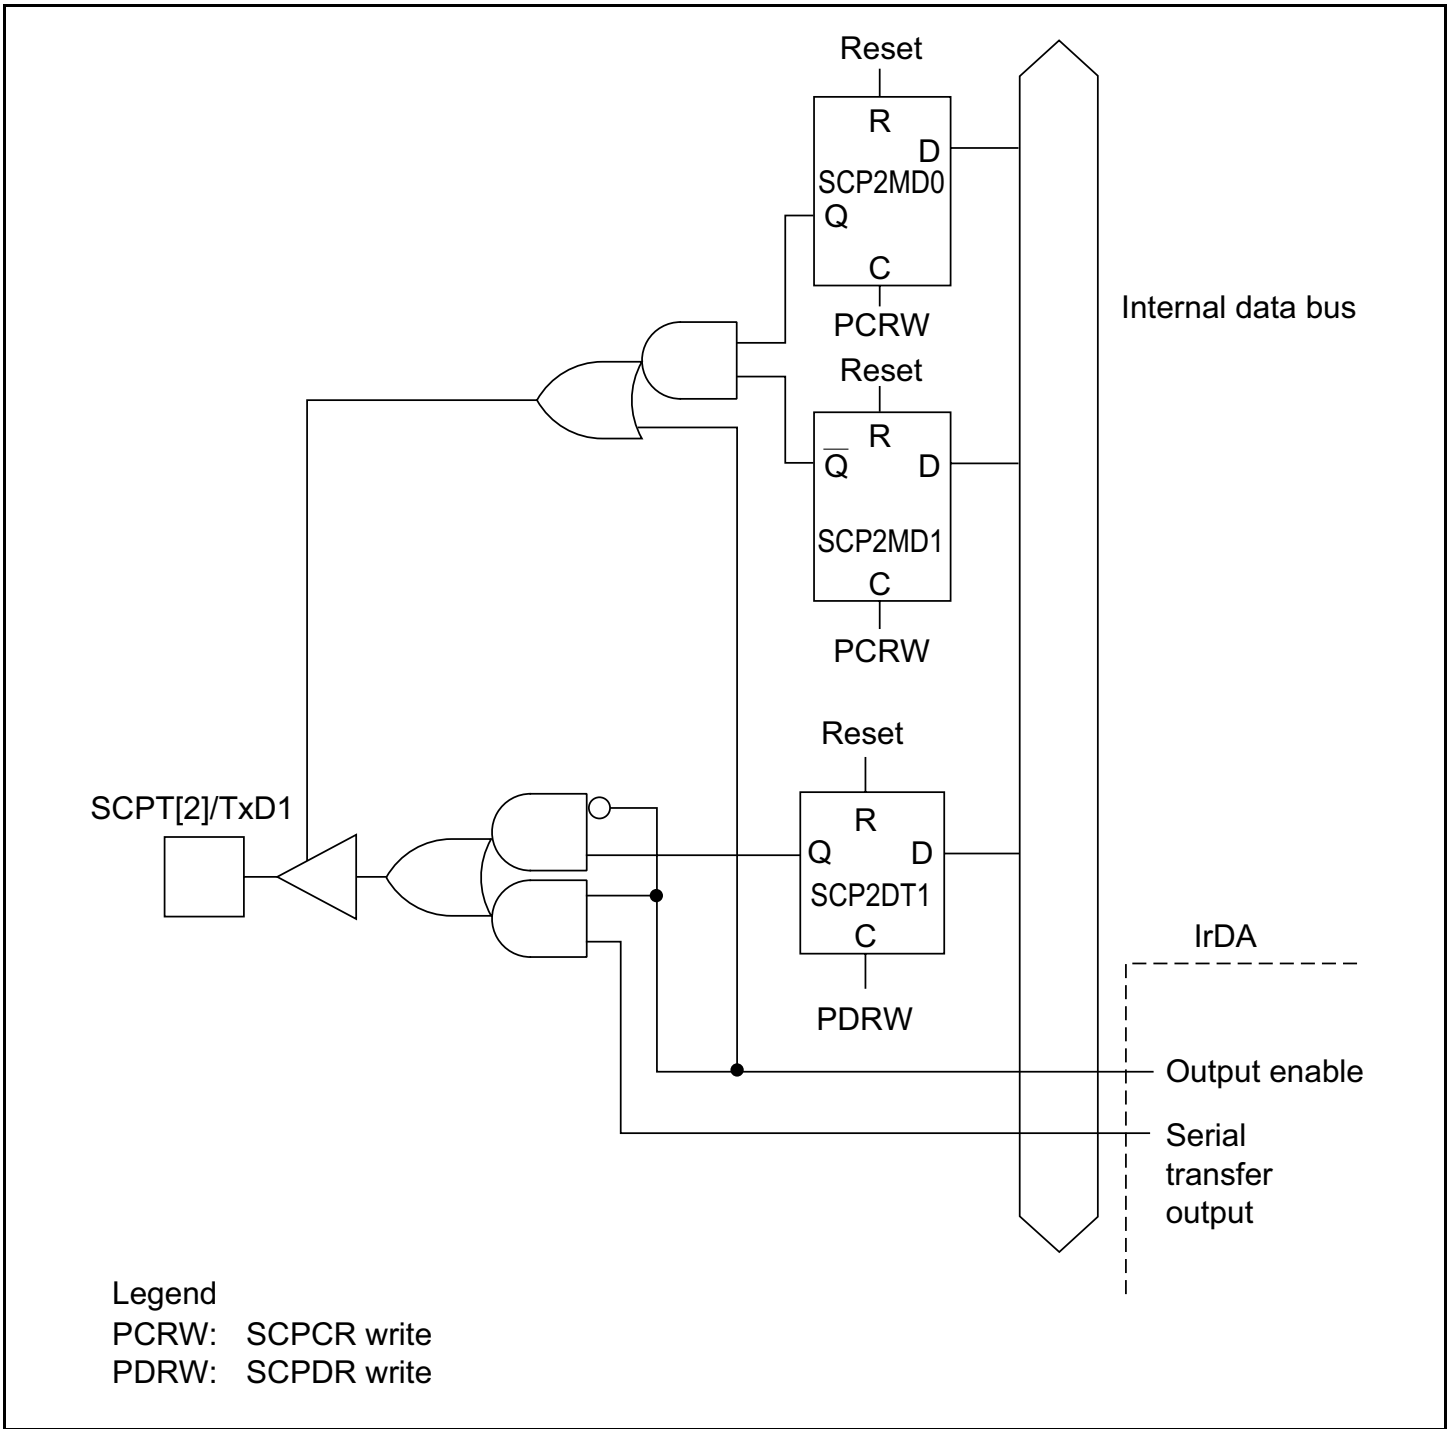 Reset
R
D
SCP2MD0
Q
C
PCRW
Internal data bus
Reset
R
Q̅
D
SCP2MD1
C
PCRW
Reset
SCPT[2]/TxD1
R
Q
D
SCP2DT1
C
IrDA
PDRW
Output enable
Serial
transfer
output
Legend
PCRW: SCPCR write
PDRW: SCPDR write